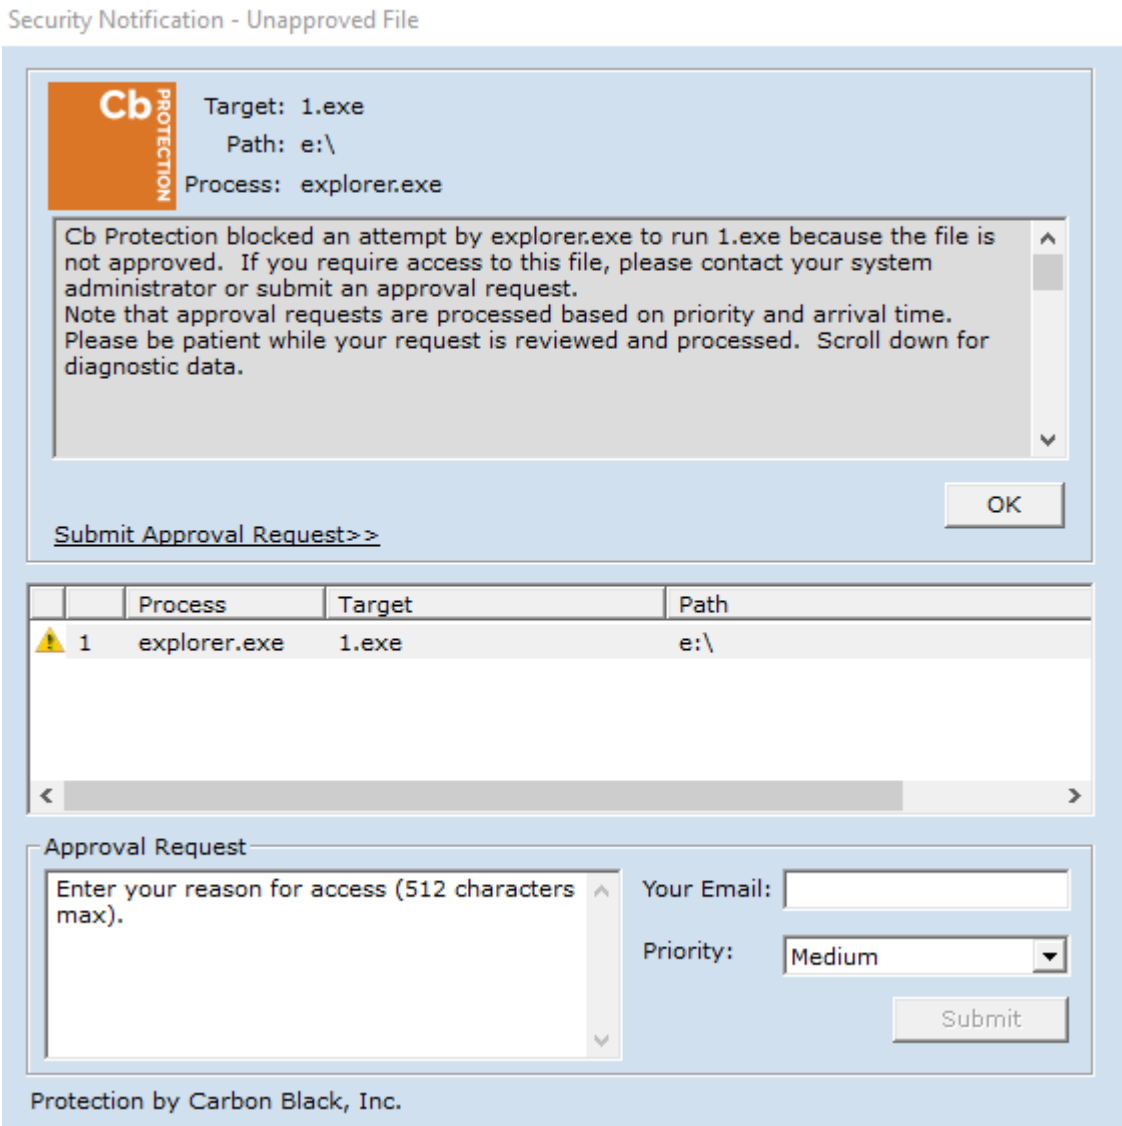 Security Notification - Unapproved File
Cb
PROTECTION
Target: 1.exe
Path: e:\
Process: explorer.exe
Cb Protection blocked an attempt by explorer.exe to run 1.exe because the file is
not approved.  If you require access to this file, please contact your system
administrator or submit an approval request.
Note that approval requests are processed based on priority and arrival time.
Please be patient while your request is reviewed and processed.  Scroll down for
diagnostic data.
OK
Submit Approval Request>>
Process Target Path
1 explorer.exe 1.exe e:\
Approval Request
Enter your reason for access (512 characters
max).
Your Email:
Priority: Medium
Submit
Protection by Carbon Black, Inc.